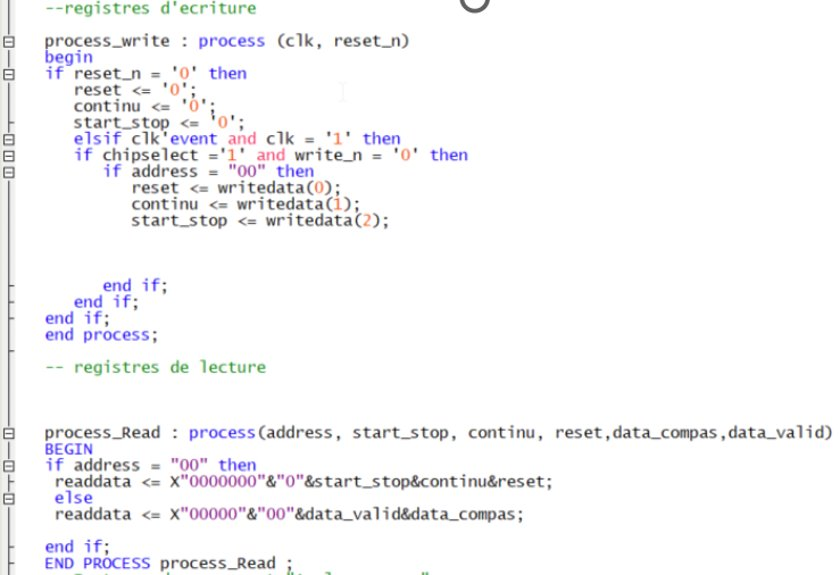 --registres d'ecriture
process_write : process (clk, reset_n)
begin
if reset_n = '0' then
reset <= '0';
continu <= '0';
start_stop <= '0';
elsif clk'event and clk = '1' then
if chipselect ='1' and write_n = '0' then
if address = "00" then
reset <= writedata(0);
continu <= writedata(1);
start_stop <= writedata(2);
end if;
end if;
end if;
end process;
-- registres de lecture
process_Read : process(address, start_stop, continu, reset,data_compas,data_valid)
BEGIN
if address = "00" then
readdata <= X"0000000"&"0"&start_stop&continu&reset;
else
readdata <= X"00000"&"00"&data_valid&data_compas;
end if;
END PROCESS process_Read ;